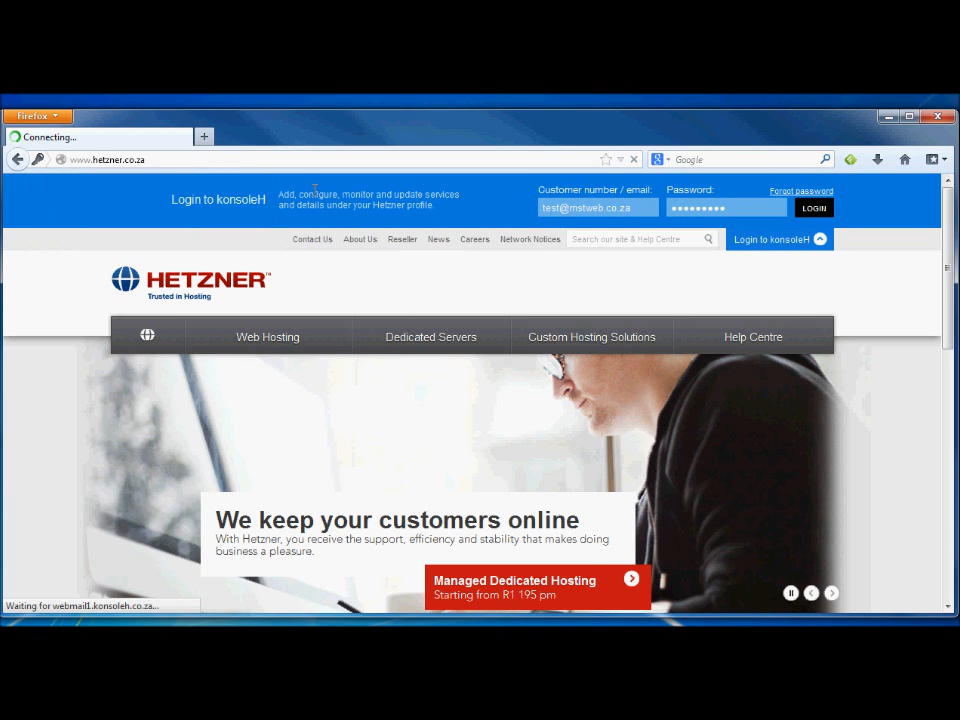 Firefox
Connecting...
www.hetzner.co.za
Google
Login to konsoleH
Add, configure, monitor and update services
and details under your Hetzner profile.
Customer number / email:
Password:
Forgot password
test@mstweb.co.za
LOGIN
Contact Us
About Us
Reseller
News
Careers
Network Notices
Search our site & Help Centre
Login to konsoleH
HETZNER™
Trusted in Hosting
Web Hosting
Dedicated Servers
Custom Hosting Solutions
Help Centre
We keep your customers online
With Hetzner, you receive the support, efficiency and stability that makes doing
business a pleasure.
Managed Dedicated Hosting
Starting from R1 195 pm
Waiting for webmail1.konsoleh.co.za...